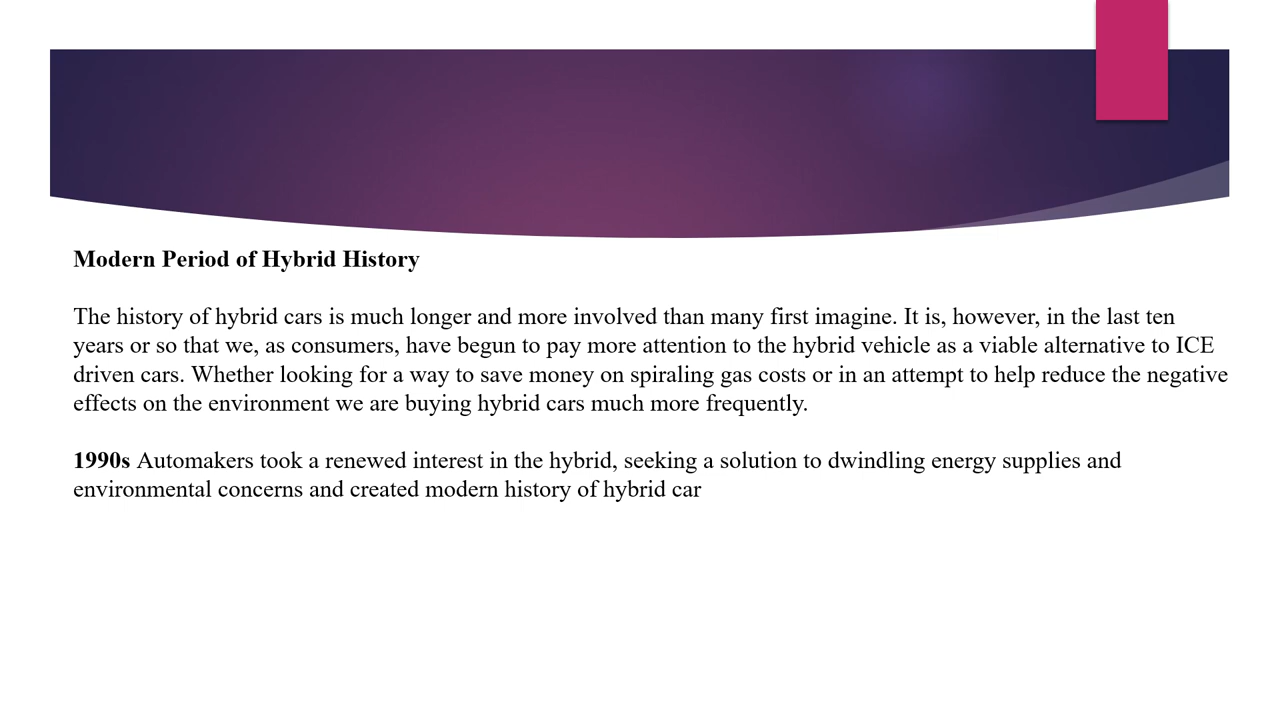 Modern Period of Hybrid History
The history of hybrid cars is much longer and more involved than many first imagine. It is, however, in the last ten
years or so that we, as consumers, have begun to pay more attention to the hybrid vehicle as a viable alternative to ICE
driven cars. Whether looking for a way to save money on spiraling gas costs or in an attempt to help reduce the negative
effects on the environment we are buying hybrid cars much more frequently.
1990s Automakers took a renewed interest in the hybrid, seeking a solution to dwindling energy supplies and
environmental concerns and created modern history of hybrid car